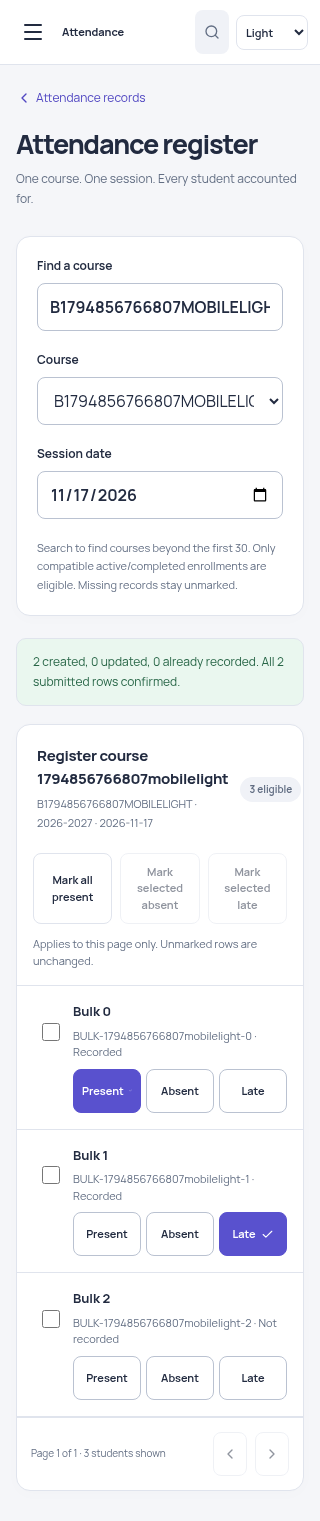 Attendance
Light
Attendance records
Attendance register
One course. One session. Every student accounted
for.
Find a course
B1794856766807MOBILELIGH
Course
B1794856766807MOBILELIG
Session date
11/17/2026
Search to find courses beyond the first 30. Only
compatible active/completed enrollments are
eligible. Missing records stay unmarked.
2 created, 0 updated, 0 already recorded. All 2
submitted rows confirmed.
Register course
1794856766807mobilelight
3 eligible
B1794856766807MOBILELIGHT ·
2026-2027 · 2026-11-17
Mark all
present
Mark
selected
absent
Mark
selected
late
Applies to this page only. Unmarked rows are
unchanged.
Bulk 0
BULK-1794856766807mobilelight-0 ·
Recorded
Present Absent Late
Bulk 1
BULK-1794856766807mobilelight-1 ·
Recorded
Present Absent Late
Bulk 2
BULK-1794856766807mobilelight-2 · Not
recorded
Present Absent Late
Page 1 of 1 · 3 students shown